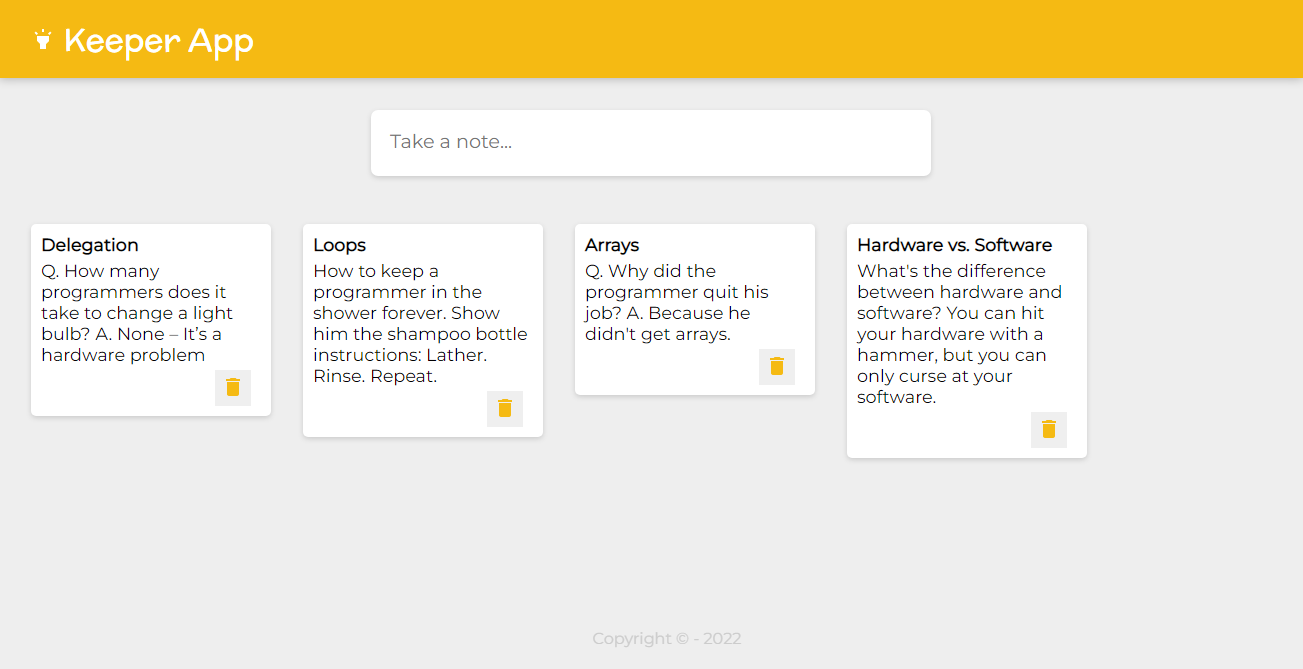 Keeper App
Take a note...
Delegation
Q. How many
programmers does it
take to change a light
bulb? A. None – It’s a
hardware problem
Loops
How to keep a
programmer in the
shower forever. Show
him the shampoo bottle
instructions: Lather.
Rinse. Repeat.
Arrays
Q. Why did the
programmer quit his
job? A. Because he
didn't get arrays.
Hardware vs. Software
What's the difference
between hardware and
software? You can hit
your hardware with a
hammer, but you can
only curse at your
software.
Copyright © - 2022